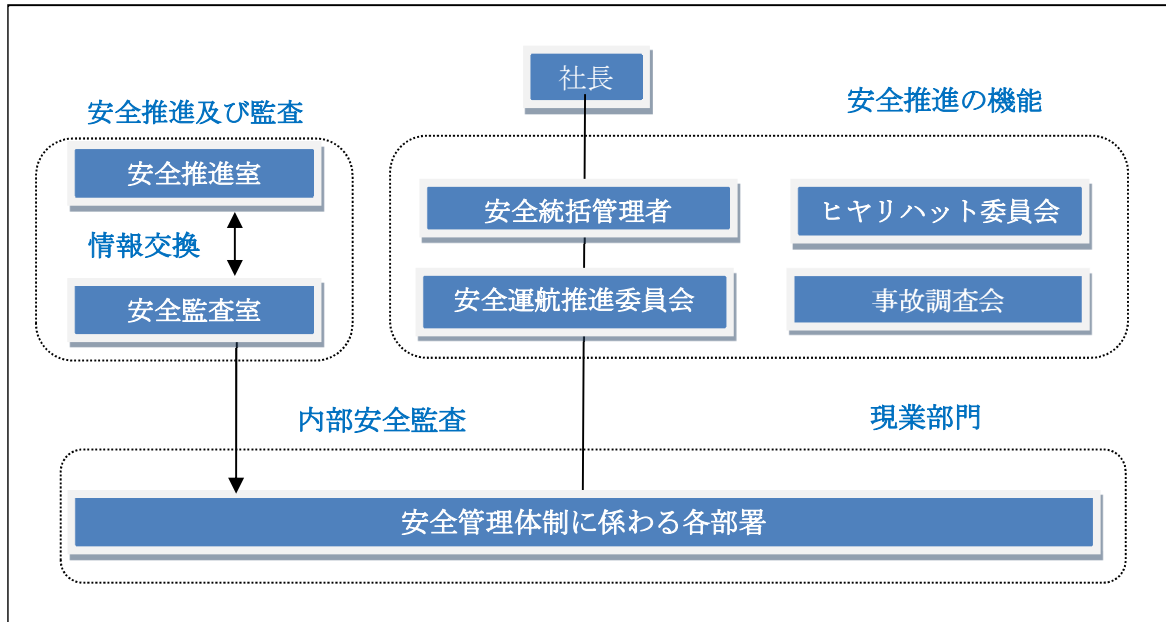 社長
安全推進及び監査
安全推進の機能
安全推進室
安全統括管理者
ヒヤリハット委員会
情報交換
安全監査室
安全運航推進委員会
事故調査会
内部安全監査
現業部門
安全管理体制に係わる各部署